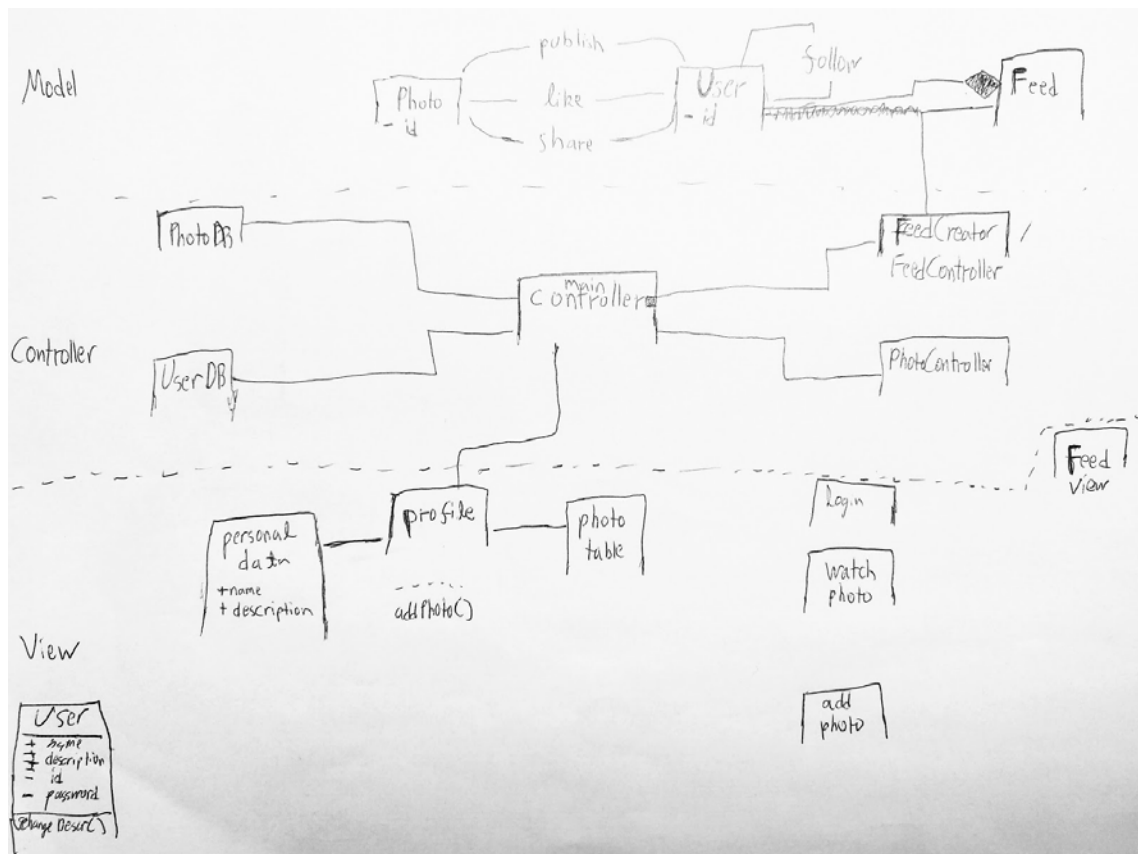 Model
publish
like
share
Photo
- id
User
- id
follow
Feed
Controller
PhotoDB
UserDB
main
Controller
FeedCreator /
FeedController
PhotoController
View
personal
data
+ name
+ description
profile
addPhoto()
photo
table
Login
watch
photo
add
photo
Feed
View
User
+ name
+ description
- id
- password
changeDescr()